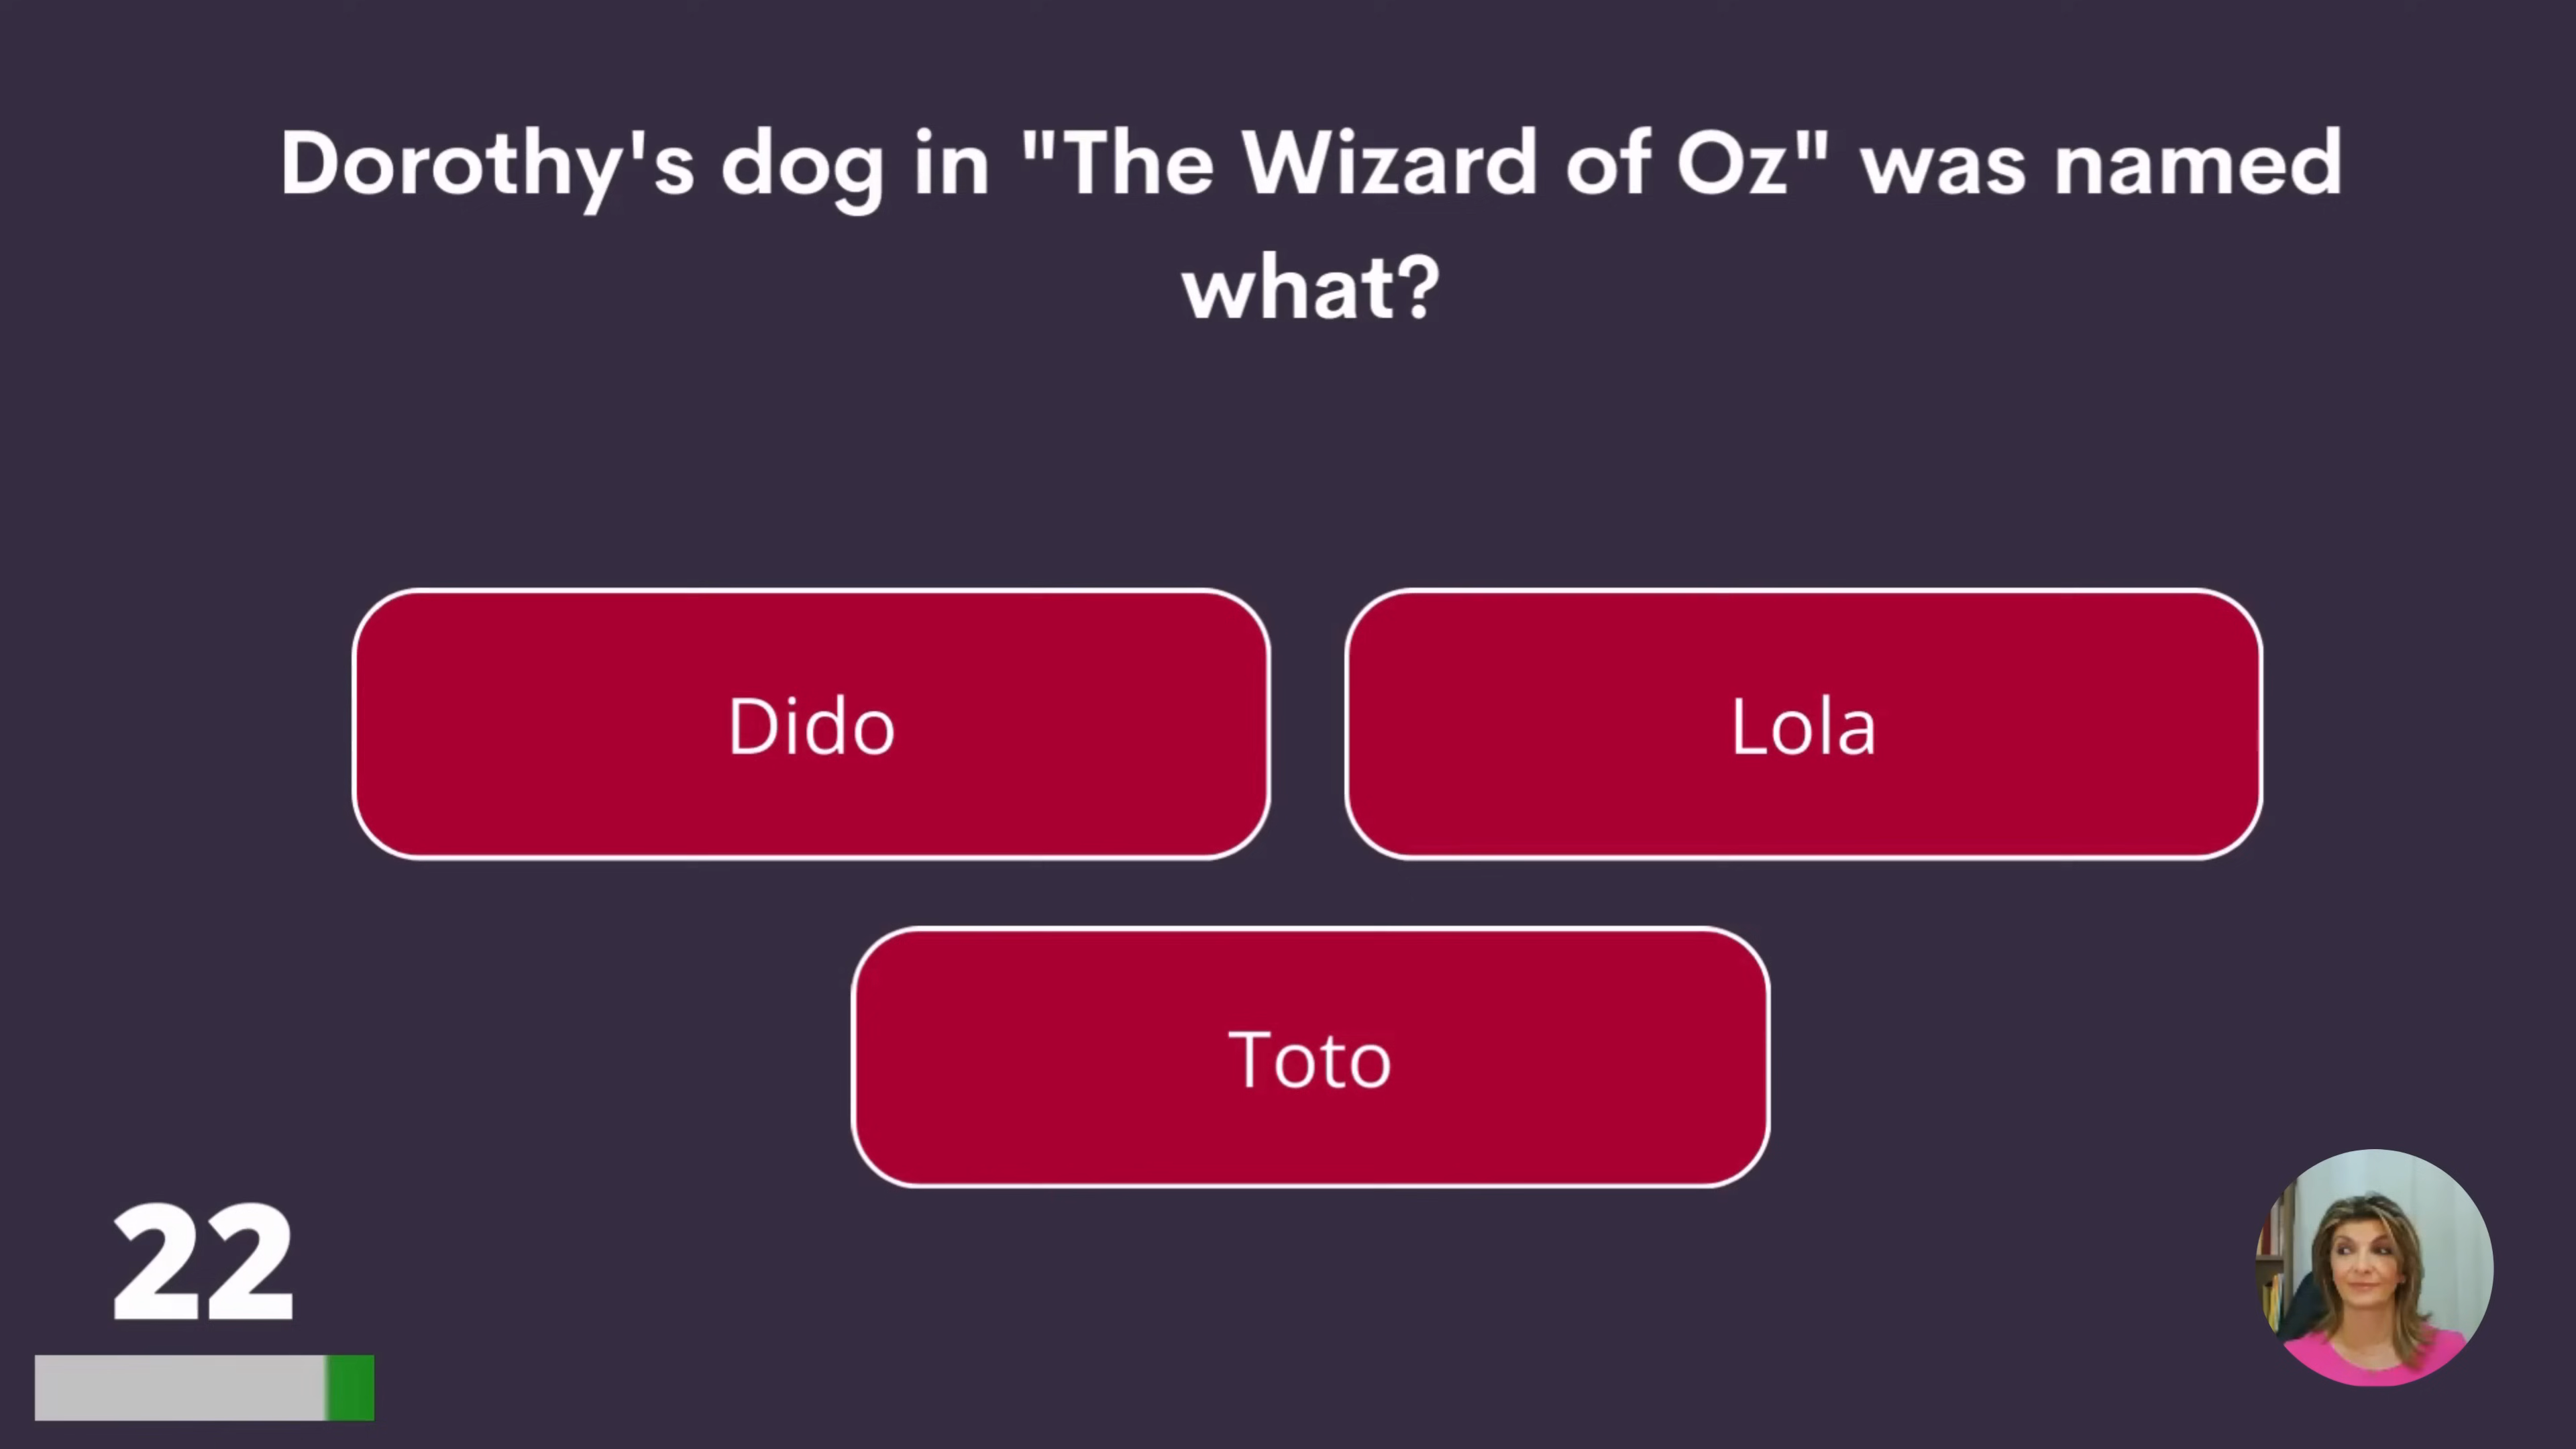 Dorothy's dog in "The Wizard of Oz" was named
what?
Dido
Lola
Toto
22